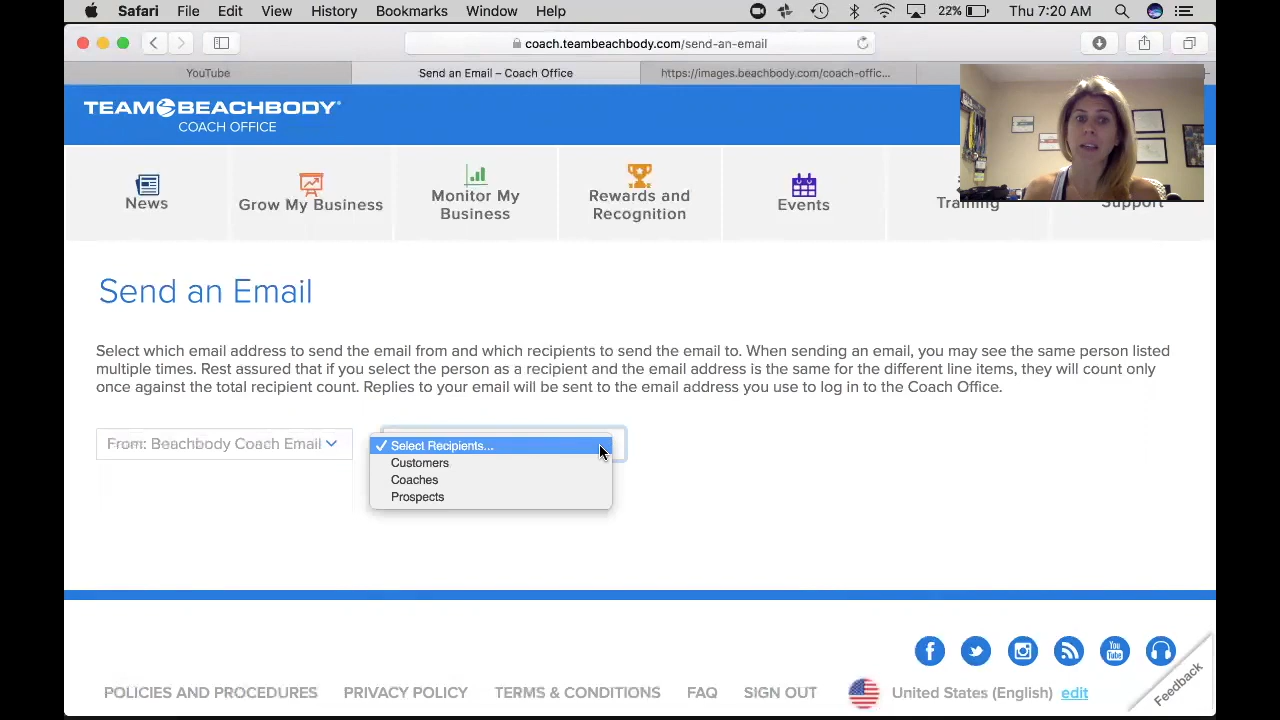 Safari File Edit View History Bookmarks Window Help 22% Thu 7:20 AM
coach.teambeachbody.com/send-an-email
YouTube
Send an Email – Coach Office
https://images.beachbody.com/coach-offic...
TEAM BEACHBODY
COACH OFFICE
News
Grow My Business
Monitor My
Business
Rewards and
Recognition
Events
Training
Support
Send an Email
Select which email address to send the email from and which recipients to send the email to. When sending an email, you may see the same person listed
multiple times. Rest assured that if you select the person as a recipient and the email address is the same for the different line items, they will count only
once against the total recipient count. Replies to your email will be sent to the email address you use to log in to the Coach Office.
From: Beachbody Coach Email
Select Recipients...
Customers
Coaches
Prospects
You
Tube
Feedback
POLICIES AND PROCEDURES PRIVACY POLICY TERMS & CONDITIONS FAQ SIGN OUT United States (English) edit